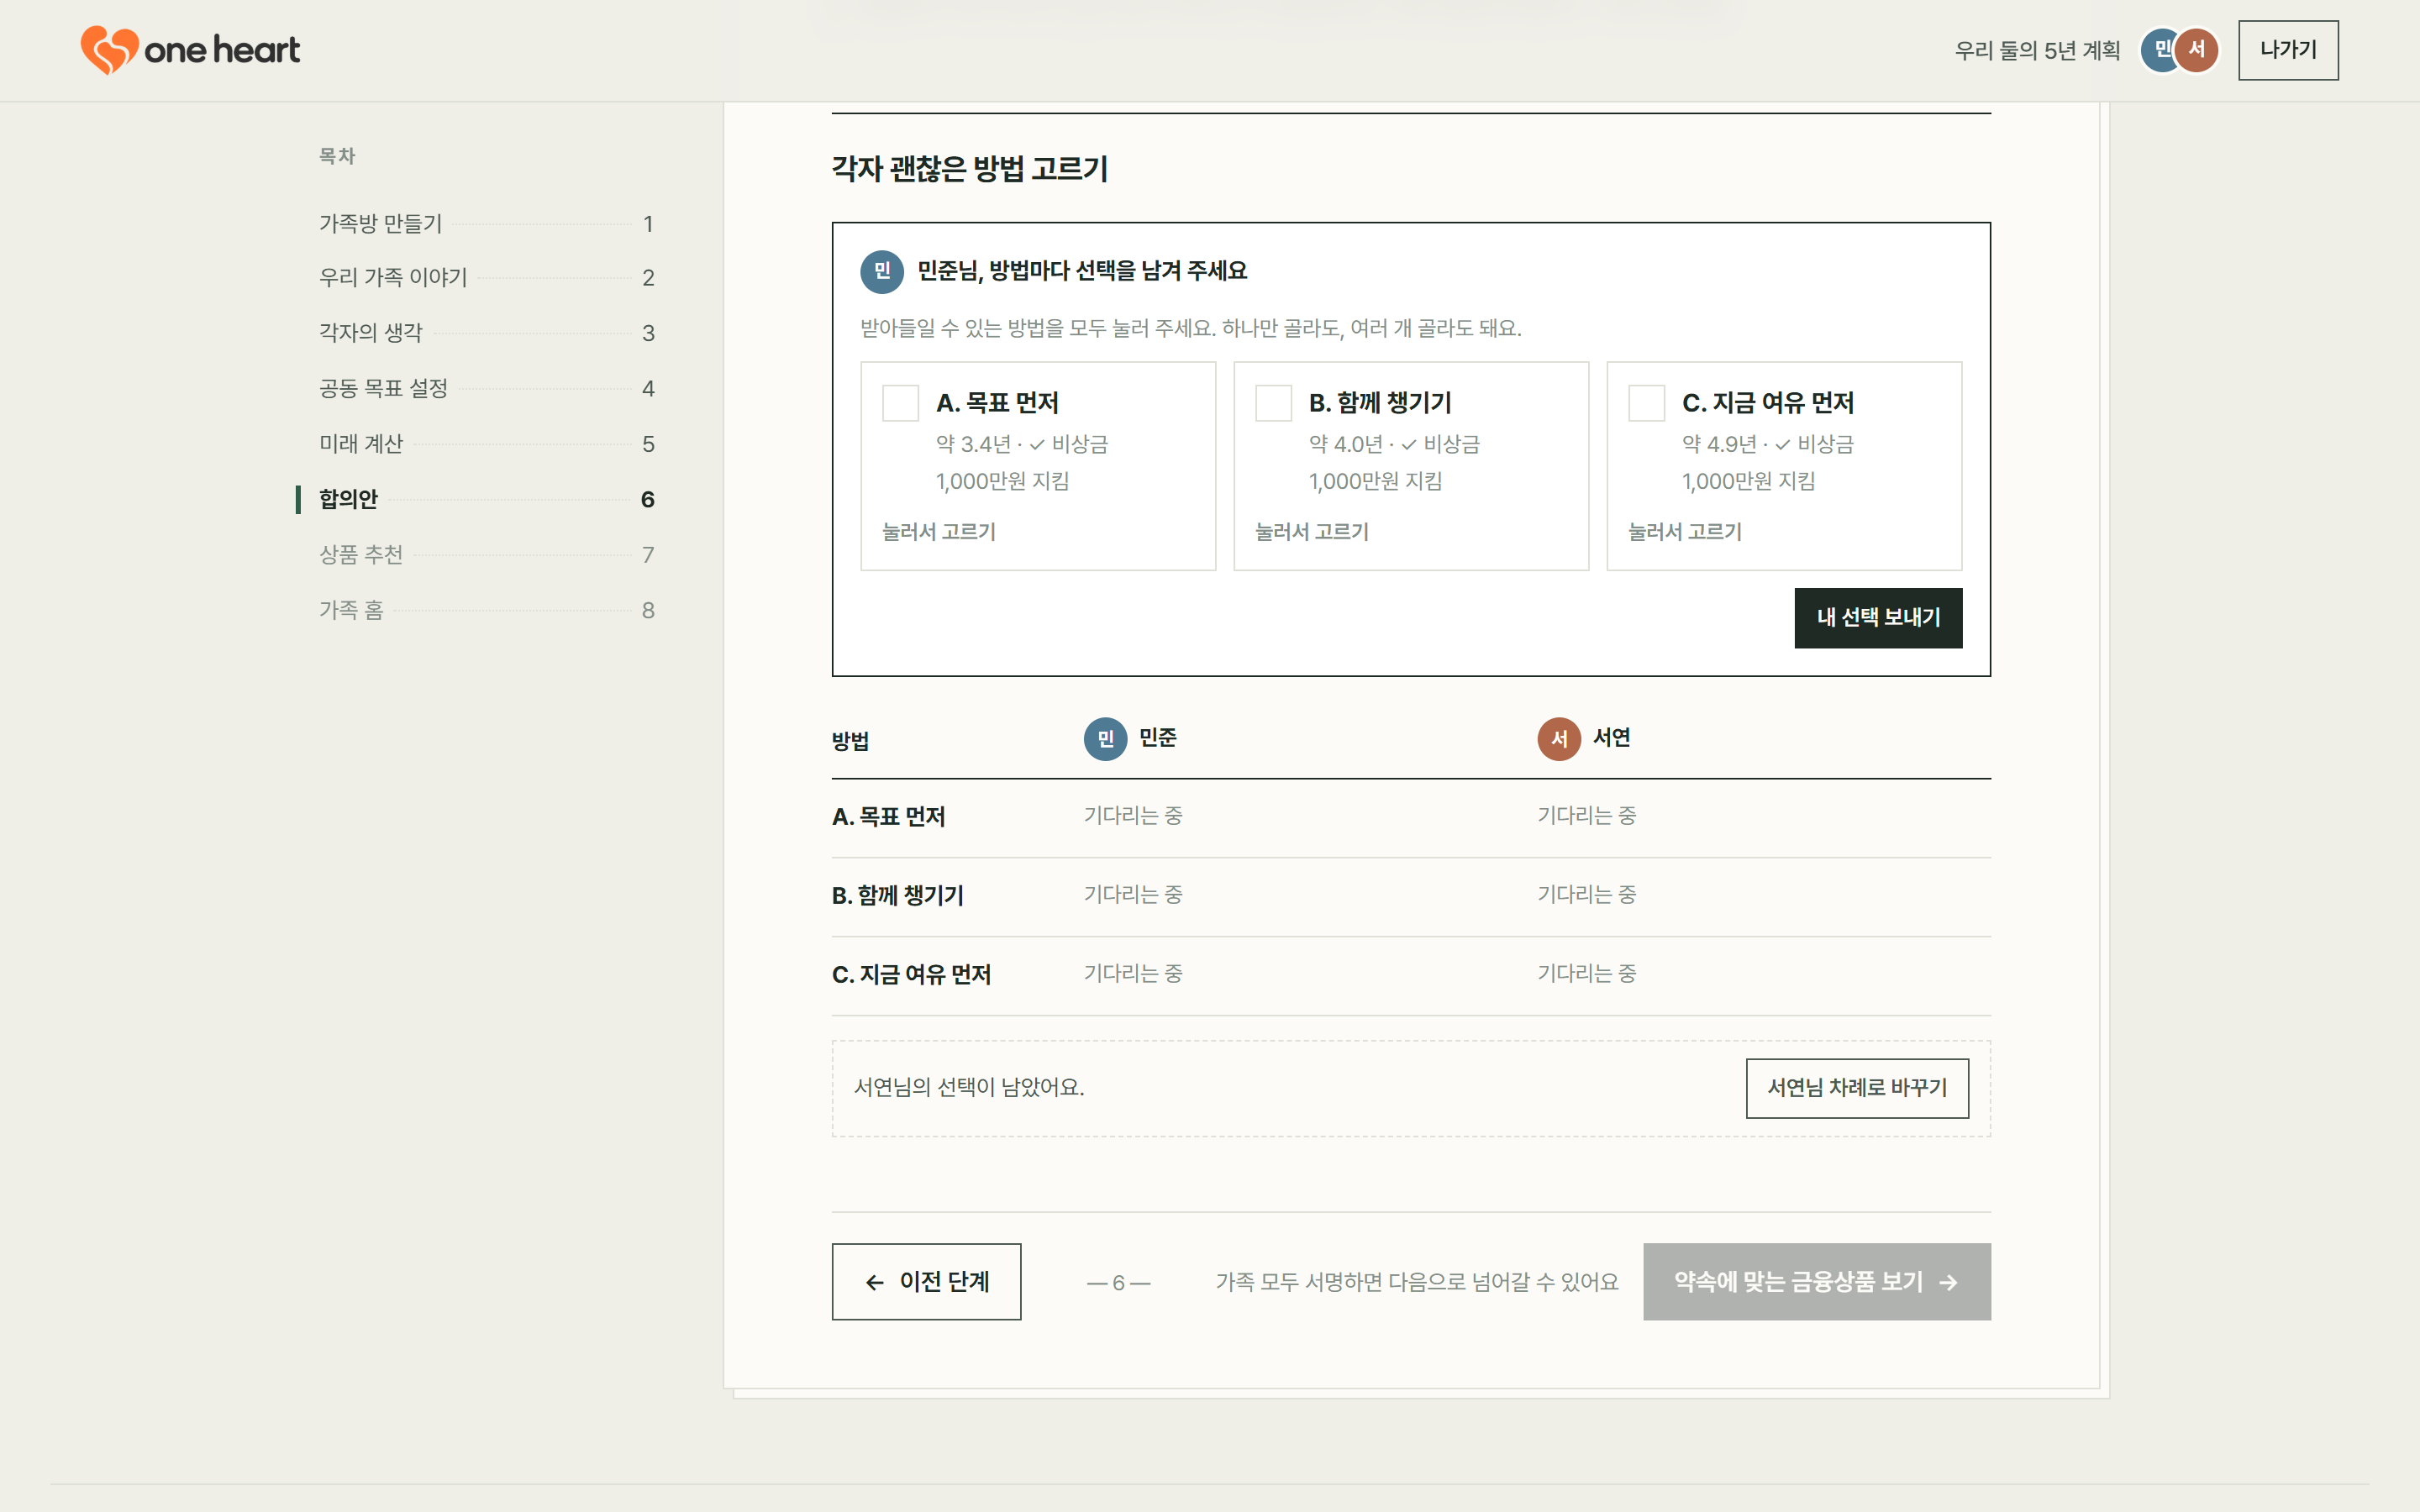 one heart
우리 둘의 5년 계획
민
서
나가기
목차
가족방 만들기 1
우리 가족 이야기 2
각자의 생각 3
공동 목표 설정 4
미래 계산 5
합의안 6
상품 추천 7
가족 홈 8
각자 괜찮은 방법 고르기
민
민준님, 방법마다 선택을 남겨 주세요
받아들일 수 있는 방법을 모두 눌러 주세요. 하나만 골라도, 여러 개 골라도 돼요.
A. 목표 먼저
약 3.4년 · ✓ 비상금
1,000만원 지킴
눌러서 고르기
B. 함께 챙기기
약 4.0년 · ✓ 비상금
1,000만원 지킴
눌러서 고르기
C. 지금 여유 먼저
약 4.9년 · ✓ 비상금
1,000만원 지킴
눌러서 고르기
내 선택 보내기
방법 민 민준 서 서연
A. 목표 먼저 기다리는 중 기다리는 중
B. 함께 챙기기 기다리는 중 기다리는 중
C. 지금 여유 먼저 기다리는 중 기다리는 중
서연님의 선택이 남았어요.
서연님 차례로 바꾸기
← 이전 단계
— 6 —
가족 모두 서명하면 다음으로 넘어갈 수 있어요
약속에 맞는 금융상품 보기 →